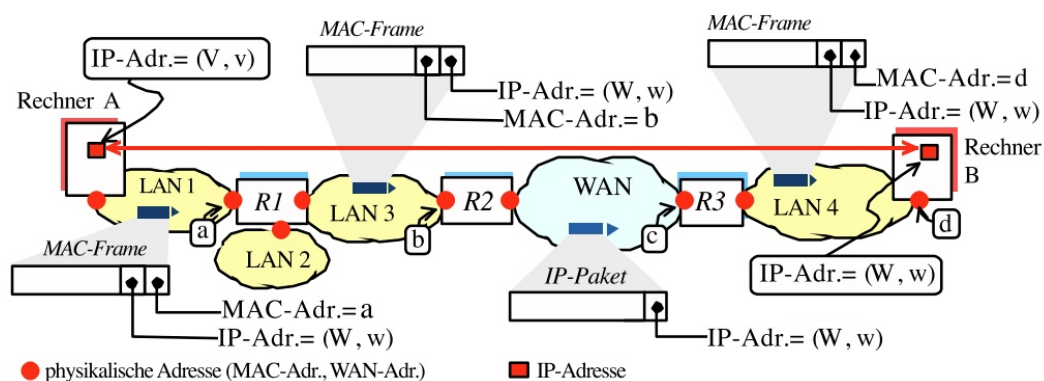 MAC-Frame
MAC-Frame
IP-Adr.= (V, v)
Rechner A
IP-Adr.= (W, w)
MAC-Adr.= b
MAC-Adr.= d
IP-Adr.= (W, w)
Rechner
B
LAN 1
R1
LAN 3
R2
WAN
R3
LAN 4
a
b
c
d
LAN 2
MAC-Frame
MAC-Adr.= a
IP-Adr.= (W, w)
IP-Paket
IP-Adr.= (W, w)
IP-Adr.= (W, w)
physikalische Adresse (MAC-Adr., WAN-Adr.)
IP-Adresse